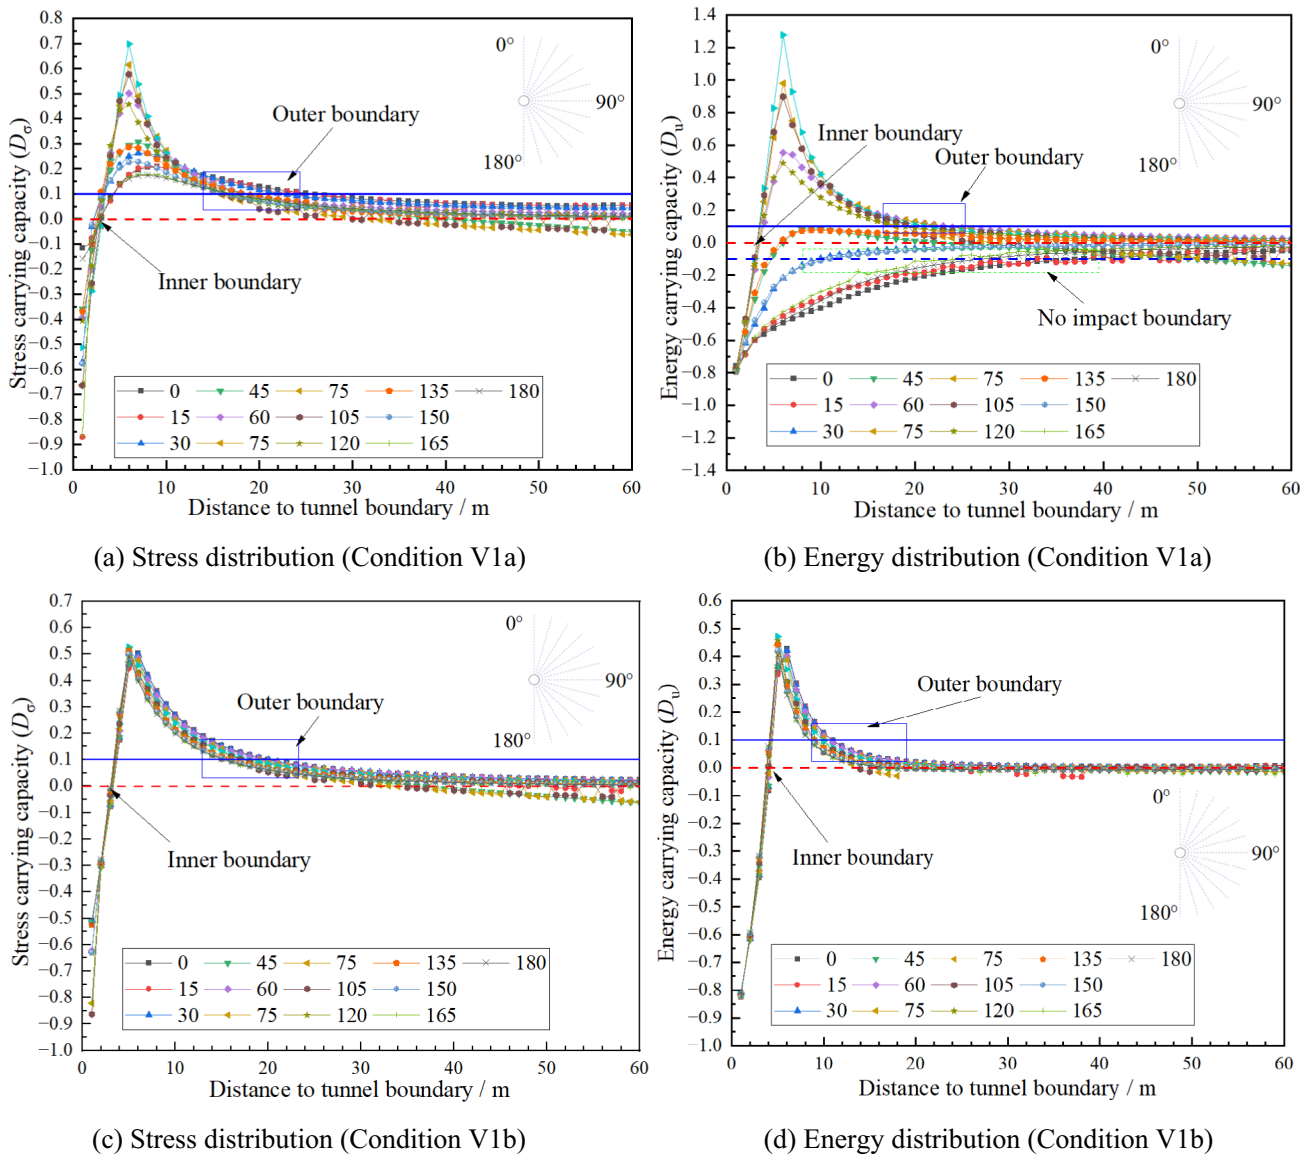 Stress carrying capacity (Dσ)
0.8
0.7
0.6
0.5
0.4
0.3
0.2
0.1
0.0
−0.1
−0.2
−0.3
−0.4
−0.5
−0.6
−0.7
−0.8
−0.9
−1.0
0°
90°
180°
Outer boundary
Inner boundary
0 45 75 135 180
15 60 105 150
30 75 120 165
0 10 20 30 40 50 60
Distance to tunnel boundary / m
(a) Stress distribution (Condition V1a)
Energy carrying capacity (Du)
1.4
1.2
1.0
0.8
0.6
0.4
0.2
0.0
−0.2
−0.4
−0.6
−0.8
−1.0
−1.2
−1.4
0°
90°
180°
Inner boundary
Outer boundary
No impact boundary
0 45 75 135 180
15 60 105 150
30 75 120 165
0 10 20 30 40 50 60
Distance to tunnel boundary / m
(b) Energy distribution (Condition V1a)
Stress carrying capacity (Dσ)
0.7
0.6
0.5
0.4
0.3
0.2
0.1
0.0
−0.1
−0.2
−0.3
−0.4
−0.5
−0.6
−0.7
−0.8
−0.9
−1.0
0°
90°
180°
Outer boundary
Inner boundary
0 45 75 135 180
15 60 105 150
30 75 120 165
0 10 20 30 40 50 60
Distance to tunnel boundary / m
(c) Stress distribution (Condition V1b)
Energy carrying capacity (Du)
0.6
0.5
0.4
0.3
0.2
0.1
0.0
−0.1
−0.2
−0.3
−0.4
−0.5
−0.6
−0.7
−0.8
−0.9
−1.0
Outer boundary
Inner boundary
0°
90°
180°
0 45 75 135 180
15 60 105 150
30 75 120 165
0 10 20 30 40 50 60
Distance to tunnel boundary / m
(d) Energy distribution (Condition V1b)